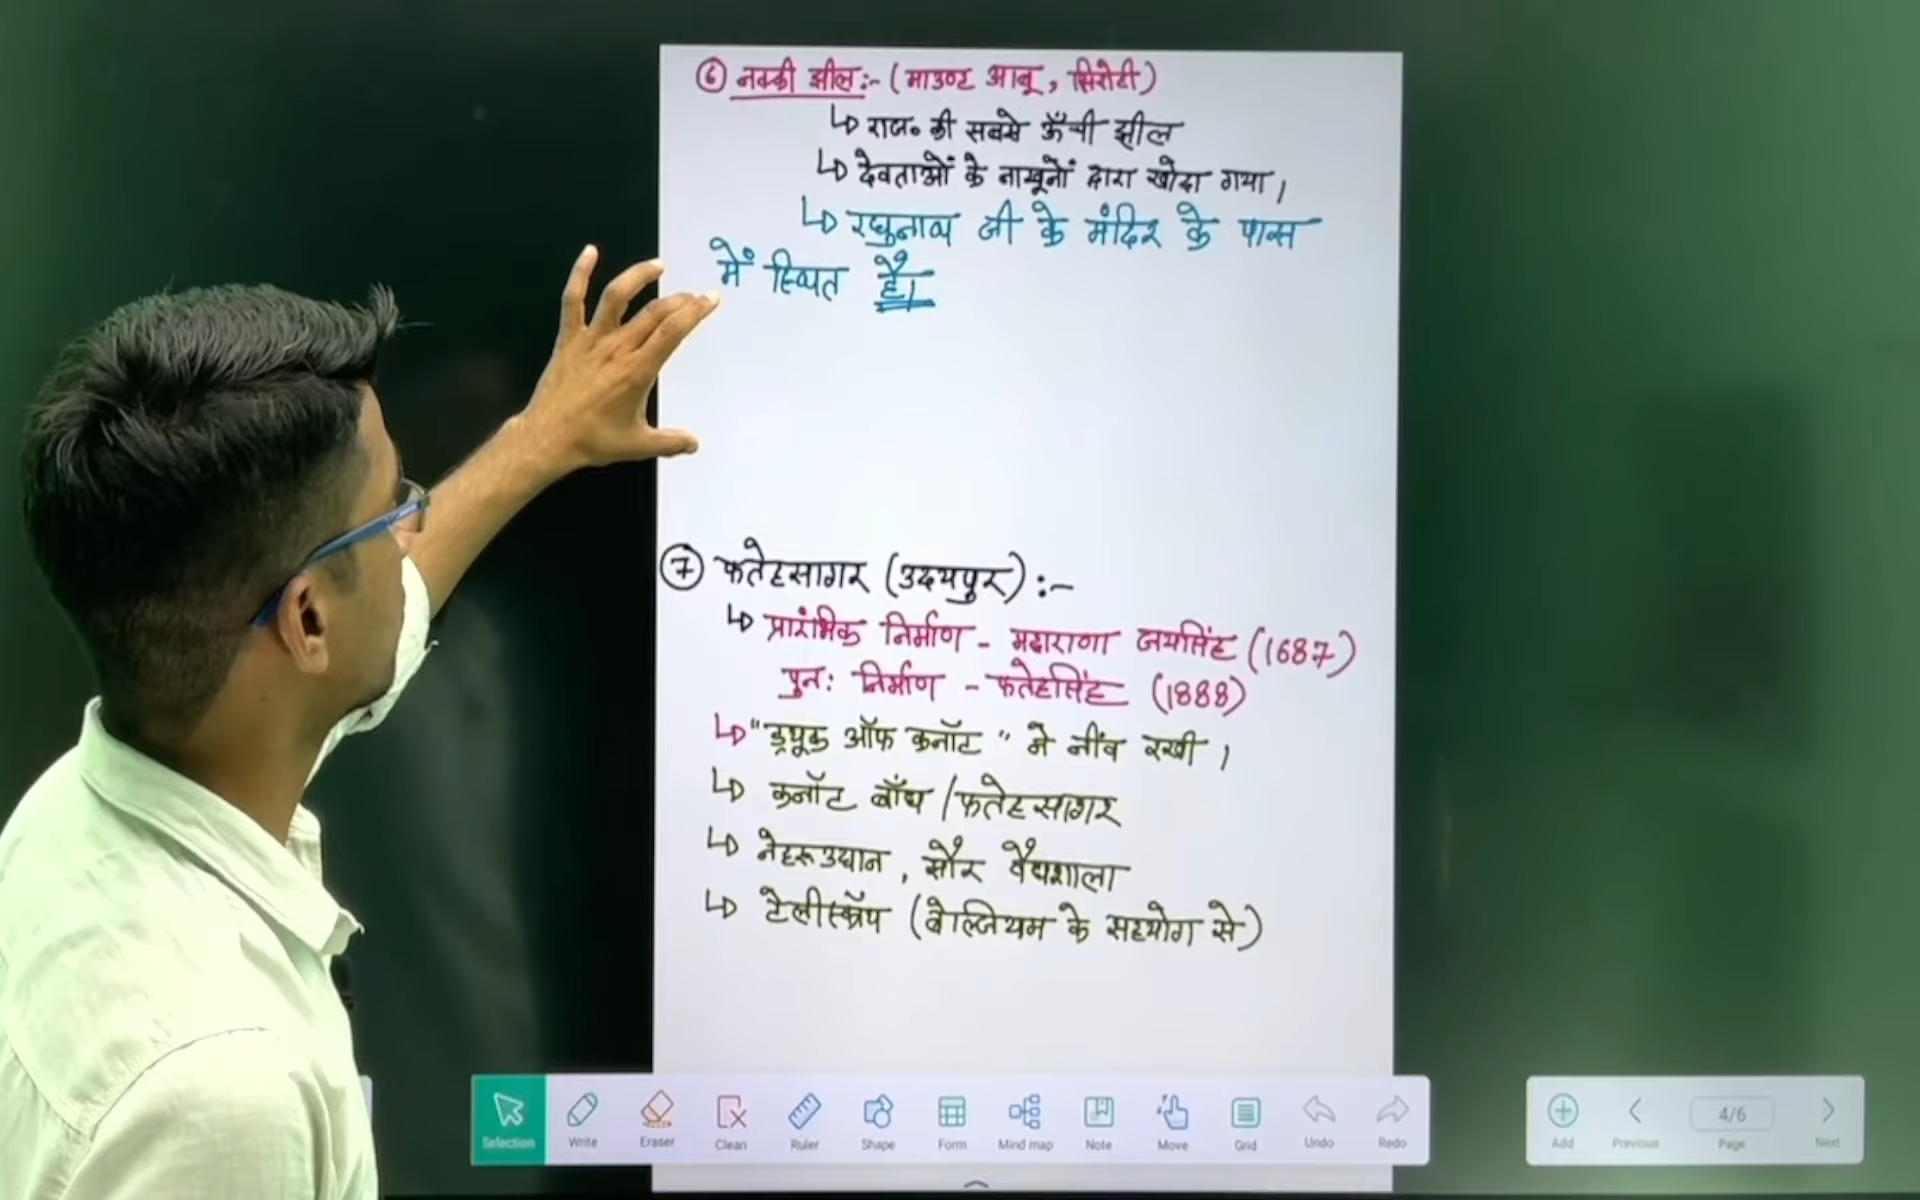 ⑥ नक्की झील:- (माउण्ट आबू, सिरोही)
↳ राज० की सबसे ऊँची झील
↳ देवताओं के नाखूनों द्वारा खोदा गया।
↳ रघुनाथ जी के मंदिर के पास
में स्थित है।
⑦ फतेहसागर (उदयपुर):-
↳ प्रारंभिक निर्माण - महाराणा जयसिंह (1687)
पुन: निर्माण - फतेहसिंह (1888)
↳ "ड्यूक ऑफ कनॉट" ने नींव रखी।
↳ कनॉट बाँध/फतेहसागर
↳ नेहरू उद्यान, सौर वैधशाला
↳ टेलीस्कॉप (बेल्जियम के सहयोग से)
Selection Write Eraser Clean Ruler Shape Form Mind map Note Move Grid Undo Redo
4/6
Add Previous Page Next